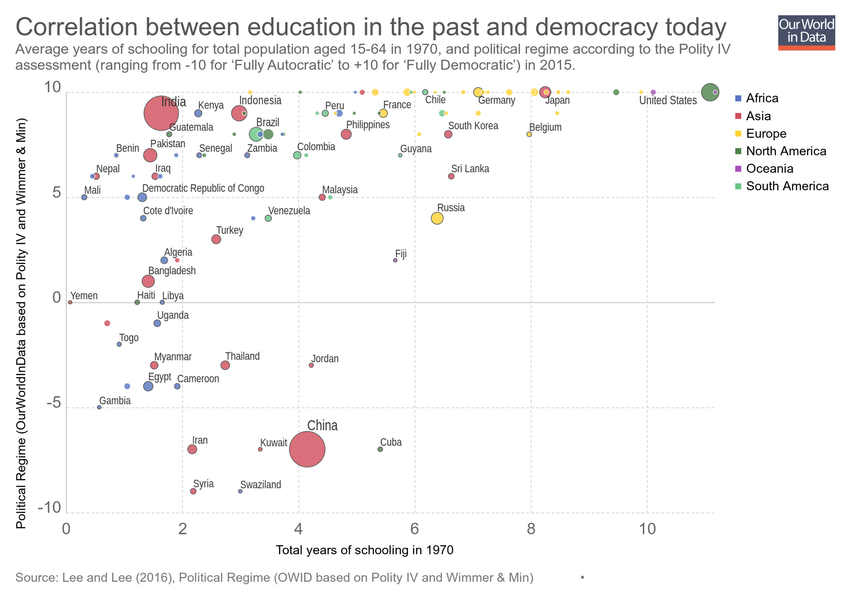 Correlation between education in the past and democracy today
Average years of schooling for total population aged 15-64 in 1970, and political regime according to the Polity IV
assessment (ranging from -10 for 'Fully Autocratic' to +10 for 'Fully Democratic') in 2015.
Our World
in Data
Political Regime (OurWorldInData based on Polity IV and Wimmer & Min)
10
5
0
-5
-10
India
Kenya
Indonesia
Peru
France
Chile
Germany
Japan
United States
Guatemala
Brazil
Philippines
South Korea
Belgium
Benin
Pakistan
Senegal
Zambia
Colombia
Guyana
Nepal
Iraq
Sri Lanka
Mali
Democratic Republic of Congo
Malaysia
Cote d'Ivoire
Venezuela
Russia
Turkey
Algeria
Fiji
Bangladesh
Yemen
Haiti
Libya
Uganda
Togo
Myanmar
Thailand
Jordan
Egypt
Cameroon
Gambia
China
Iran
Kuwait
Cuba
Syria
Swaziland
0
2
4
6
8
10
Total years of schooling in 1970
Africa
Asia
Europe
North America
Oceania
South America
Source: Lee and Lee (2016), Political Regime (OWID based on Polity IV and Wimmer & Min)